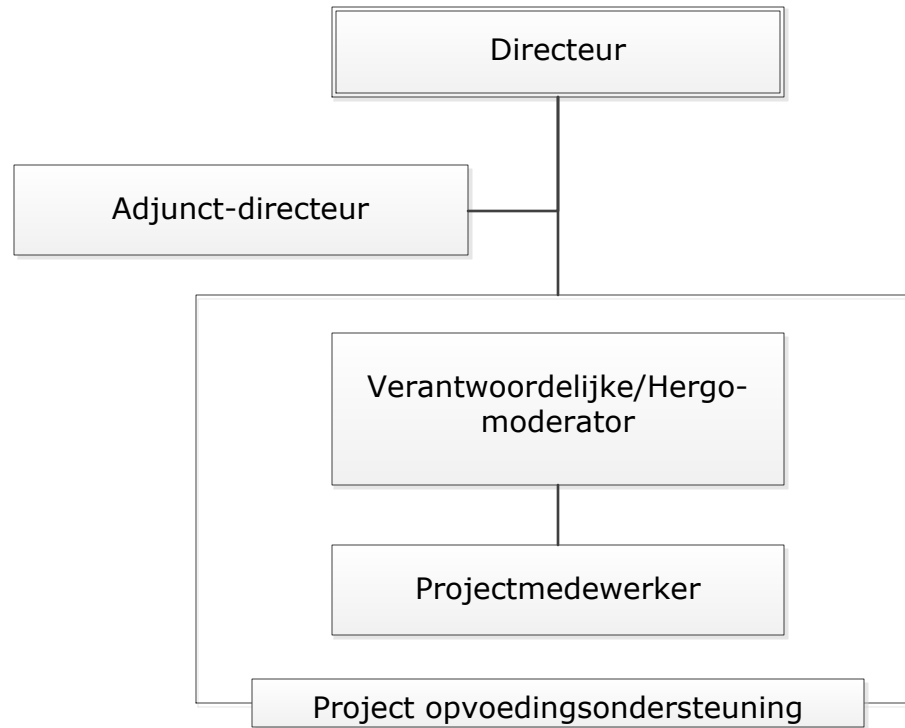 Directeur
Adjunct-directeur
Verantwoordelijke/Hergo-
moderator
Projectmedewerker
Project opvoedingsondersteuning